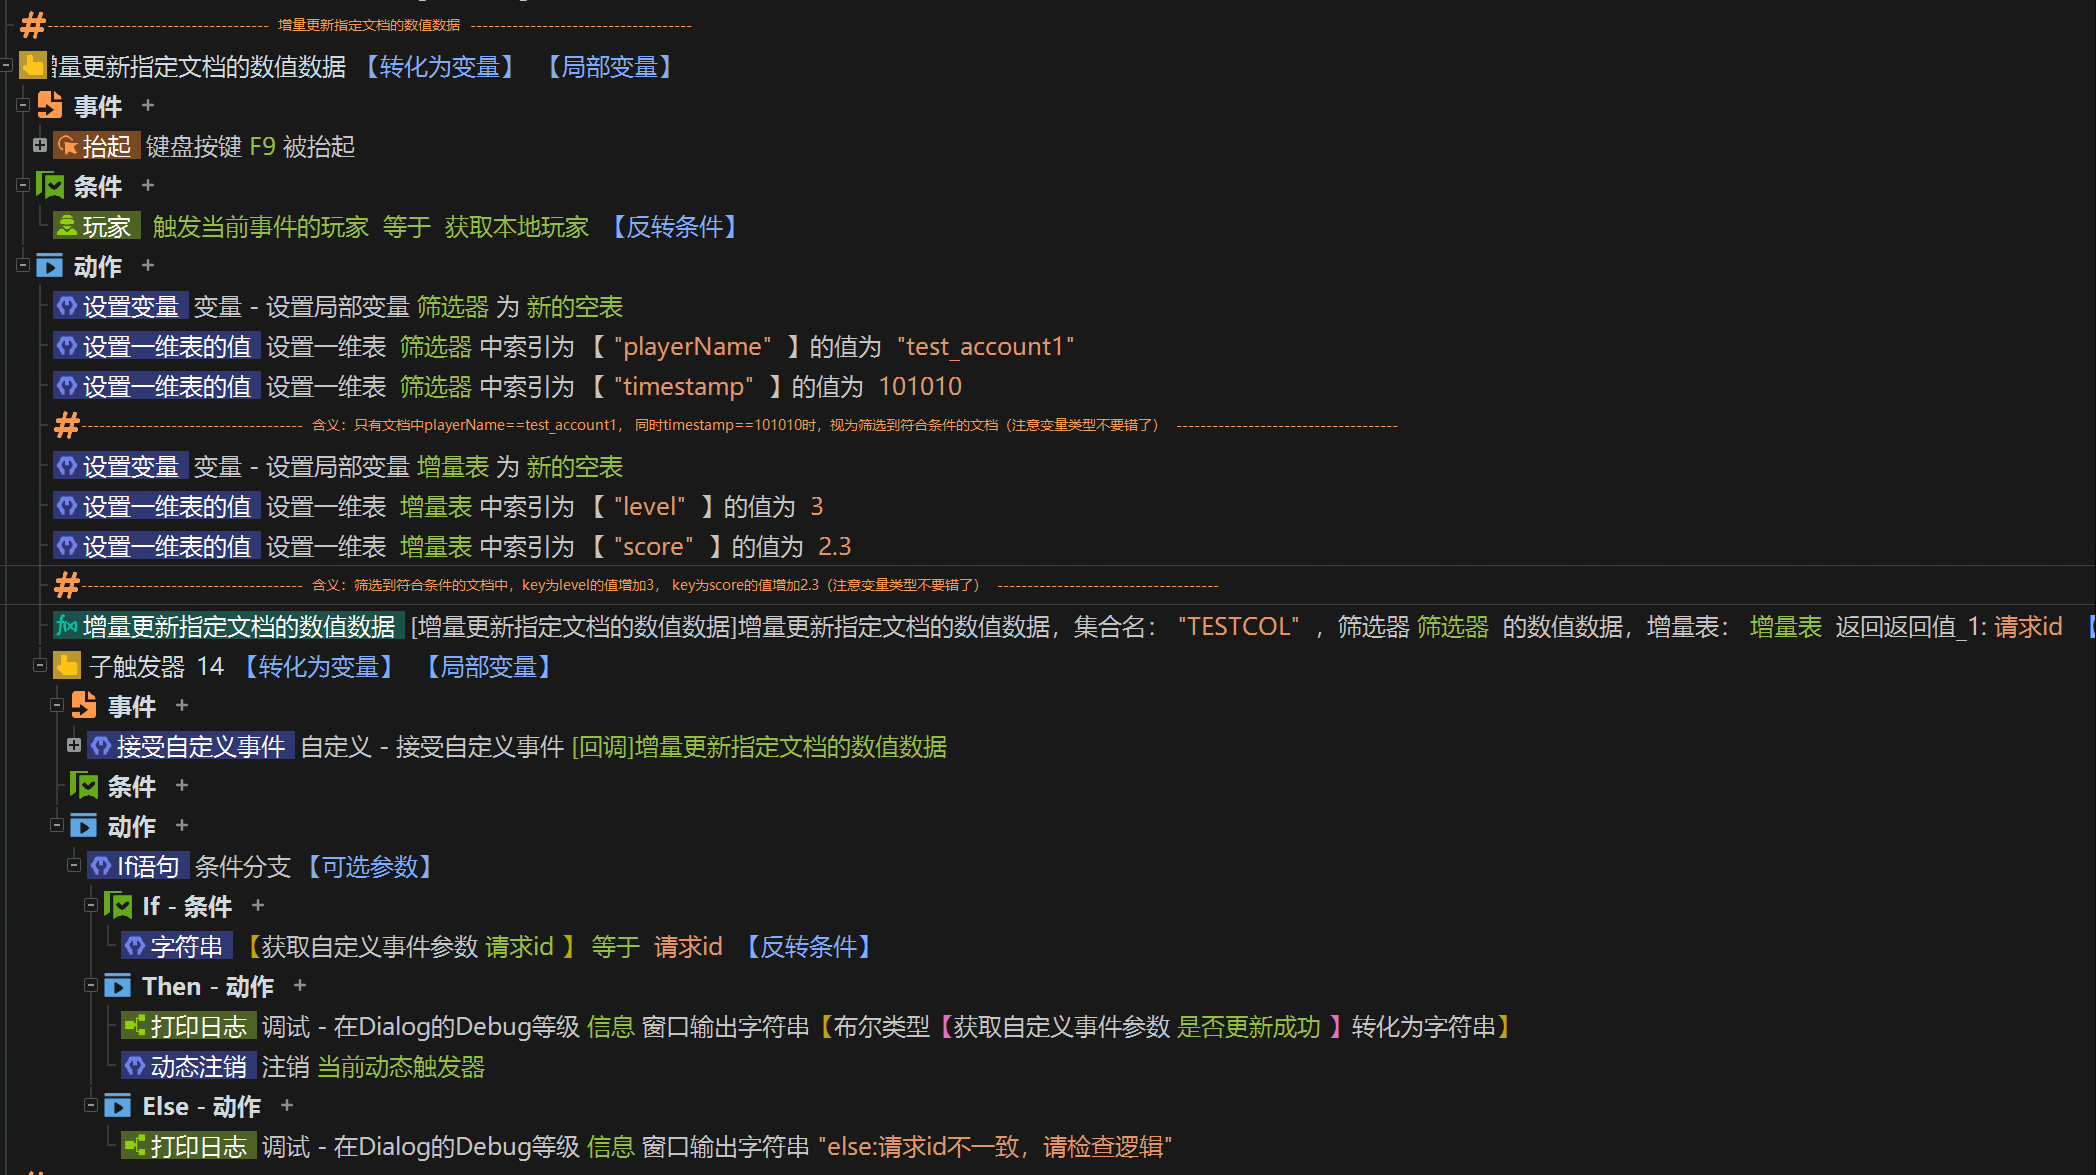 #------------------------------------- 增量更新指定文档的数值数据 -------------------------------------
增量更新指定文档的数值数据 【转化为变量】 【局部变量】
事件 +
抬起 键盘按键 F9 被抬起
条件 +
玩家 触发当前事件的玩家 等于 获取本地玩家 【反转条件】
动作 +
设置变量 变量 - 设置局部变量 筛选器 为 新的空表
设置一维表的值 设置一维表 筛选器 中索引为 【 "playerName" 】的值为 "test_account1"
设置一维表的值 设置一维表 筛选器 中索引为 【 "timestamp" 】的值为 101010
#------------------------------------- 含义：只有文档中playerName==test_account1， 同时timestamp==101010时，视为筛选到符合条件的文档（注意变量类型不要错了） -------------------------------------
设置变量 变量 - 设置局部变量 增量表 为 新的空表
设置一维表的值 设置一维表 增量表 中索引为 【 "level" 】的值为 3
设置一维表的值 设置一维表 增量表 中索引为 【 "score" 】的值为 2.3
#------------------------------------- 含义：筛选到符合条件的文档中，key为level的值增加3， key为score的值增加2.3（注意变量类型不要错了） -------------------------------------
增量更新指定文档的数值数据 [增量更新指定文档的数值数据]增量更新指定文档的数值数据，集合名： "TESTCOL" ，筛选器 筛选器 的数值数据，增量表： 增量表 返回返回值_1: 请求id 【
子触发器 14 【转化为变量】 【局部变量】
事件 +
接受自定义事件 自定义 - 接受自定义事件 [回调]增量更新指定文档的数值数据
条件 +
动作 +
If语句 条件分支 【可选参数】
If - 条件 +
字符串 【获取自定义事件参数 请求id 】 等于 请求id 【反转条件】
Then - 动作 +
打印日志 调试 - 在Dialog的Debug等级 信息 窗口输出字符串【布尔类型【获取自定义事件参数 是否更新成功 】转化为字符串】
动态注销 注销 当前动态触发器
Else - 动作 +
打印日志 调试 - 在Dialog的Debug等级 信息 窗口输出字符串 "else:请求id不一致，请检查逻辑"